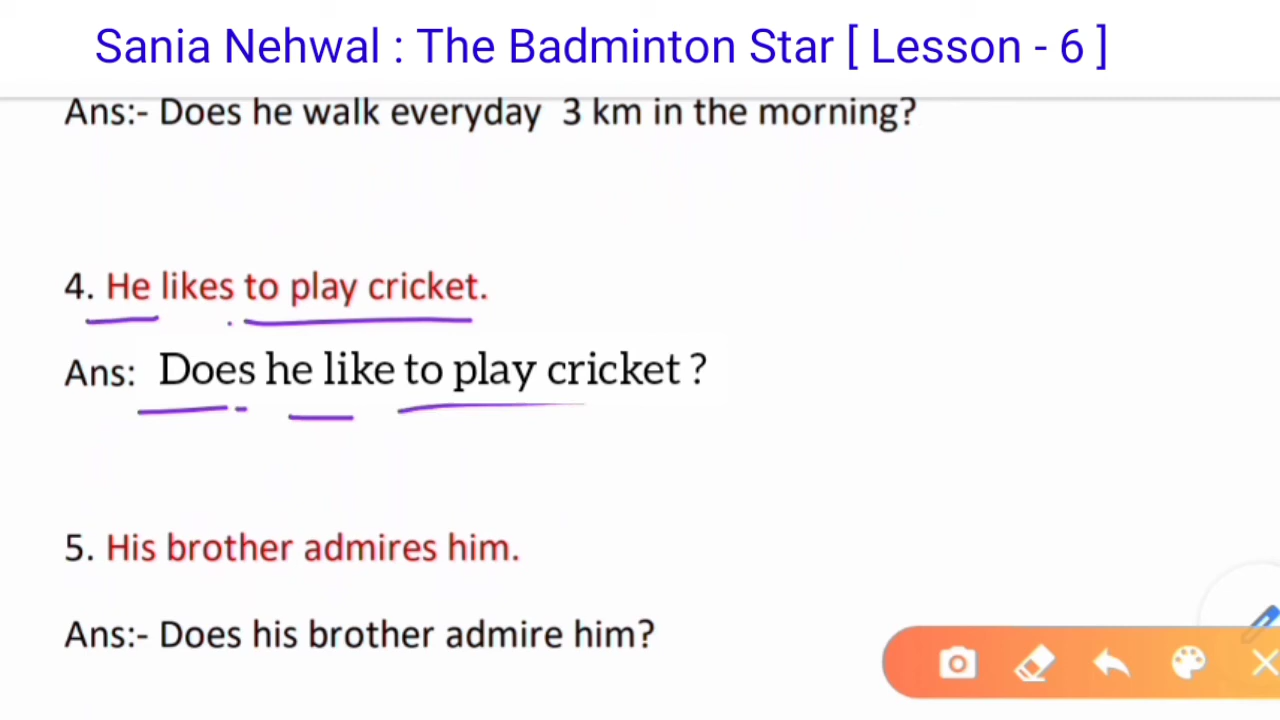 Sania Nehwal : The Badminton Star [ Lesson - 6 ]
Ans:- Does he walk everyday 3 km in the morning?
4. He likes to play cricket.
Ans: Does he like to play cricket ?
5. His brother admires him.
Ans:- Does his brother admire him?